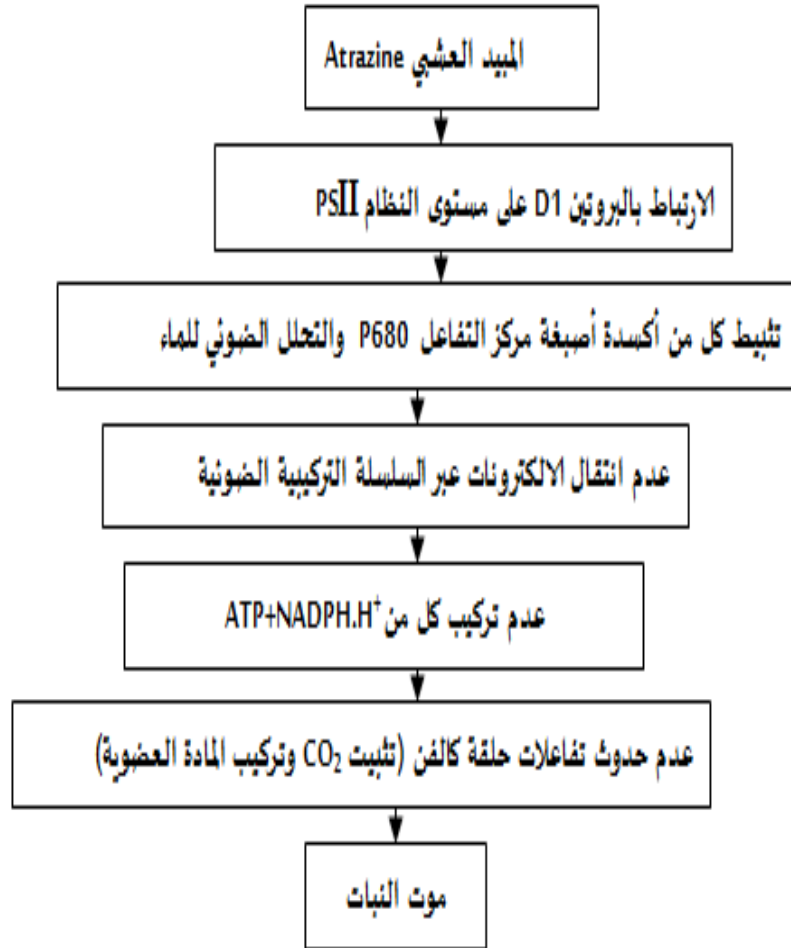 المبيد العشبي Atrazine
الارتباط بالبروتين D1 على مستوى النظام PSII
تثبيط كل من أكسدة أصبغة مركز التفاعل P680 والتحلل الضوئي للماء
عدم انتقال الالكترونات عبر السلسلة التركيبية الضوئية
عدم تركيب كل من ATP+NADPH.H⁺
عدم حدوث تفاعلات حلقة كالفن (تثبيت CO₂ وتركيب المادة العضوية)
موت النبات